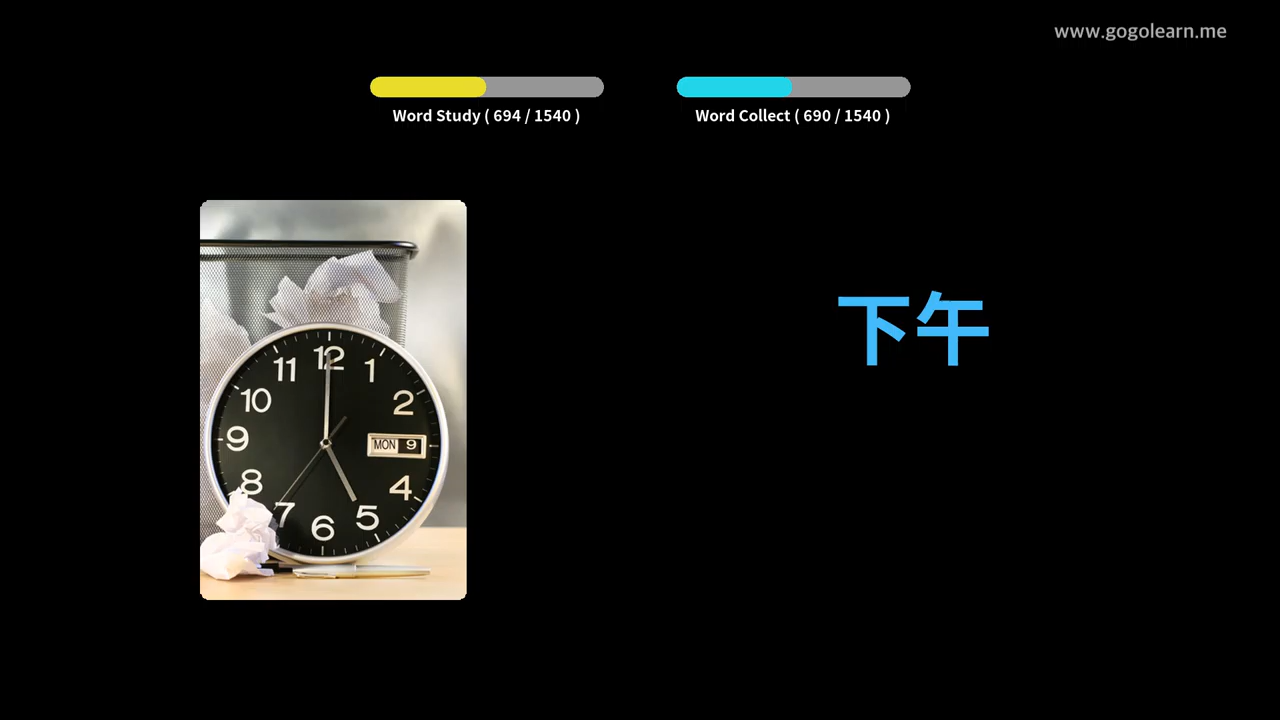 www.gogolearn.me
Word Study ( 694 / 1540 )
Word Collect ( 690 / 1540 )
下午
12
11
1
10
2
9
MON 9
8
4
7
5
6